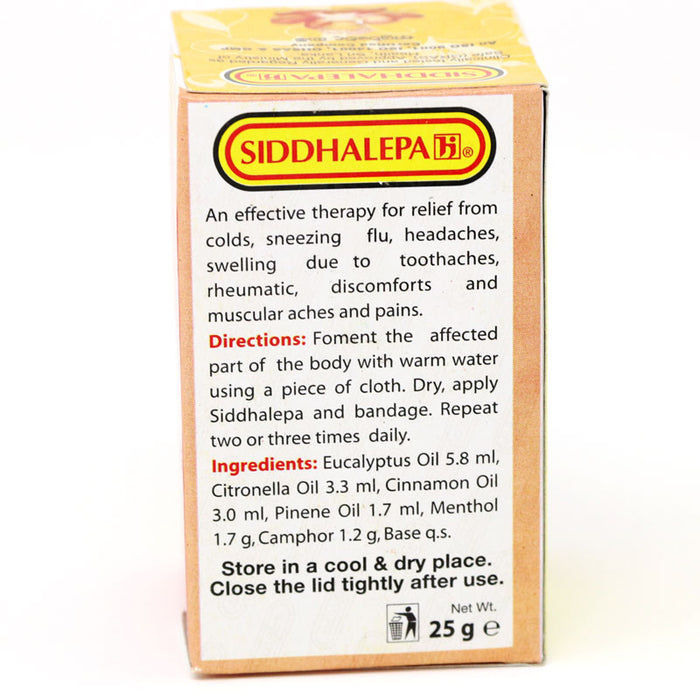 SIDDHALEPA
SIDDHALEPA ®
An effective therapy for relief from
colds, sneezing flu, headaches,
swelling due to toothaches,
rheumatic, discomforts and
muscular aches and pains.
Directions: Foment the affected
part of the body with warm water
using a piece of cloth. Dry, apply
Siddhalepa and bandage. Repeat
two or three times daily.
Ingredients: Eucalyptus Oil 5.8 ml,
Citronella Oil 3.3 ml, Cinnamon Oil
3.0 ml, Pinene Oil 1.7 ml, Menthol
1.7 g, Camphor 1.2 g, Base q.s.
Store in a cool & dry place.
Close the lid tightly after use.
Net Wt.
25 g e